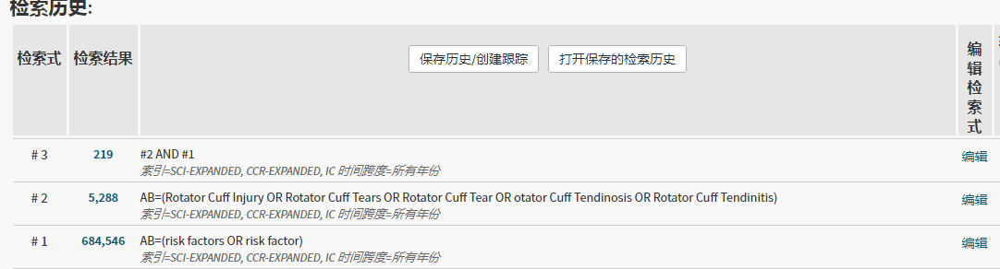 检索历史:
检索式
检索结果
保存历史/创建跟踪
打开保存的检索历史
编辑检索式
# 3
219
#2 AND #1
索引=SCI-EXPANDED, CCR-EXPANDED, IC 时间跨度=所有年份
编辑
# 2
5,288
AB=(Rotator Cuff Injury OR Rotator Cuff Tears OR Rotator Cuff Tear OR otator Cuff Tendinosis OR Rotator Cuff Tendinitis)
索引=SCI-EXPANDED, CCR-EXPANDED, IC 时间跨度=所有年份
编辑
# 1
684,546
AB=(risk factors OR risk factor)
索引=SCI-EXPANDED, CCR-EXPANDED, IC 时间跨度=所有年份
编辑